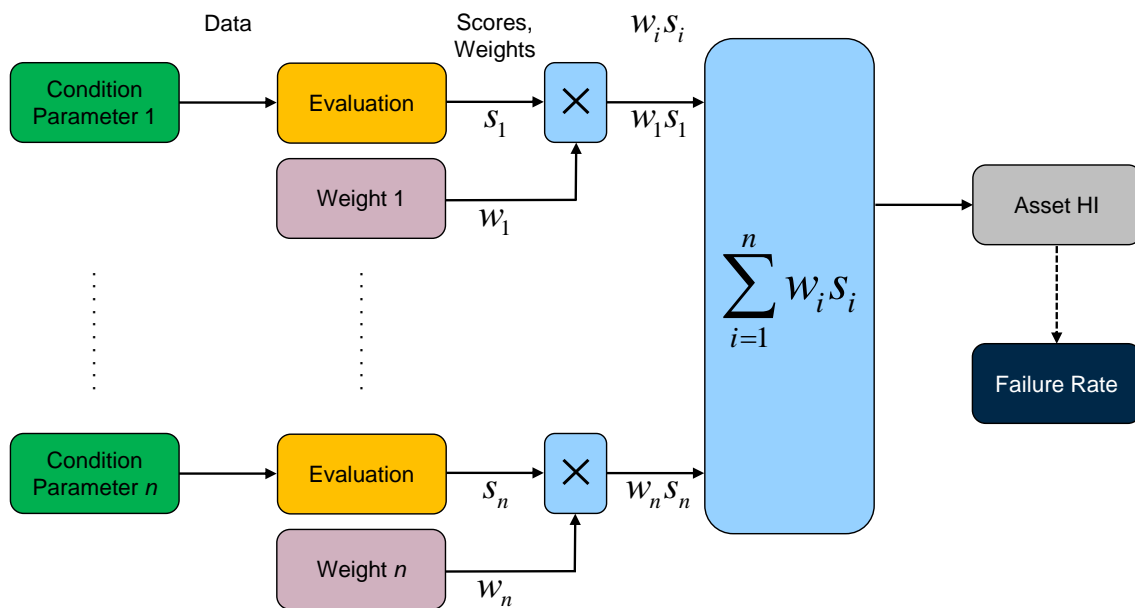 Data
Scores,
Weights
w_i s_i
Condition
Parameter 1
Evaluation
s_1
×
w_1 s_1
Weight 1
w_1
Asset HI
\sum_{i=1}^{n} w_i s_i
Failure Rate
Condition
Parameter n
Evaluation
s_n
×
w_n s_n
Weight n
w_n